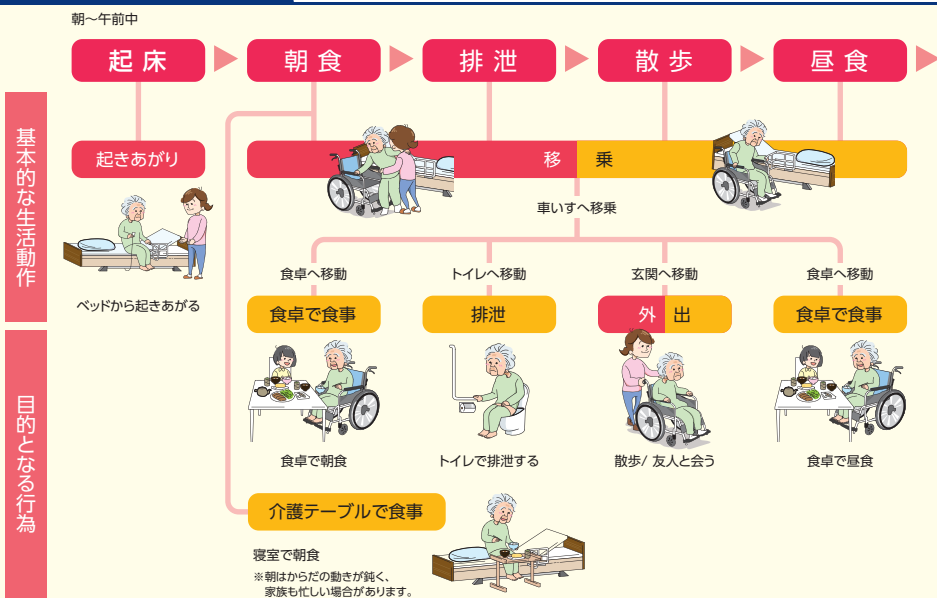 朝〜午前中
起床
朝食
排泄
散歩
昼食
基本的な生活動作
起きあがり
移乗
車いすへ移乗
ベッドから起きあがる
食卓へ移動
トイレへ移動
玄関へ移動
食卓へ移動
食卓で食事
排泄
外出
食卓で食事
目的となる行為
食卓で朝食
トイレで排泄する
散歩/ 友人と会う
食卓で昼食
介護テーブルで食事
寝室で朝食
※朝はからだの動きが鈍く、
家族も忙しい場合があります。